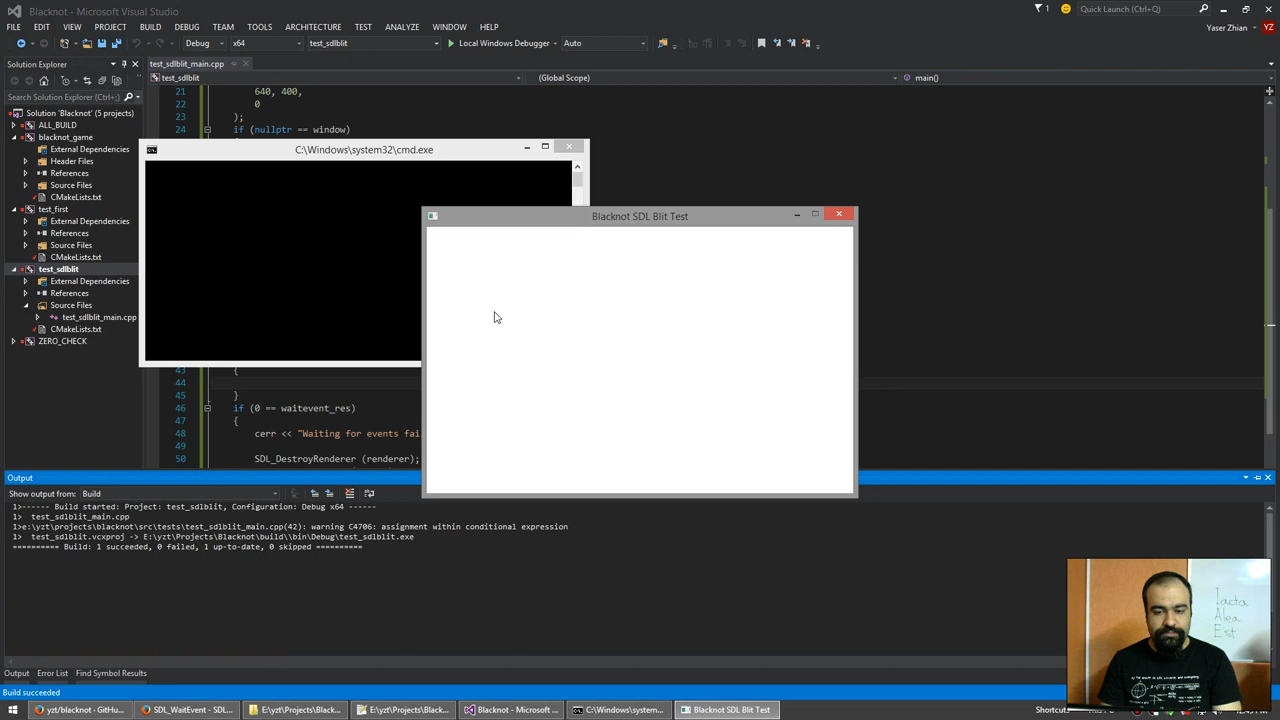 Blacknot - Microsoft Visual Studio
1
Quick Launch (Ctrl+;)
FILE EDIT VIEW PROJECT BUILD DEBUG TEAM TOOLS ARCHITECTURE TEST ANALYZE WINDOW HELP
Yaser Zhian
Debug x64 test_sdlblit Local Windows Debugger Auto
Solution Explorer
test_sdlblit_main.cpp
test_sdlblit (Global Scope) main()
Search Solution Explorer (Ctrl+;)
Solution 'Blacknot' (5 projects)
ALL_BUILD
blacknot_game
External Dependencies
Header Files
References
Source Files
CMakeLists.txt
test_first
External Dependencies
References
Source Files
CMakeLists.txt
test_sdlblit
External Dependencies
References
Source Files
test_sdlblit_main.cpp
CMakeLists.txt
ZERO_CHECK
21 640, 400,
22 0
23 );
24 if (nullptr == window)
C:\Windows\system32\cmd.exe
Blacknot SDL Blit Test
43 {
44
45 }
46 if (0 == waitevent_res)
47 {
48 cerr << "Waiting for events fai
49
50 SDL_DestroyRenderer (renderer);
Output
Show output from: Build
1>------ Build started: Project: test_sdlblit, Configuration: Debug x64 ------
1> test_sdlblit_main.cpp
1>e:\yzt\projects\blacknot\src\tests\test_sdlblit_main.cpp(42): warning C4706: assignment within conditional expression
1> test_sdlblit.vcxproj -> E:\yzt\Projects\Blacknot\build\\bin\Debug\test_sdlblit.exe
========== Build: 1 succeeded, 0 failed, 1 up-to-date, 0 skipped ==========
Iacta
Alea
Est
Output Error List Find Symbol Results
Build succeeded
yzt/blacknot · GitHu... SDL_WaitEvent - SDL... E:\yzt\Projects\Black... E:\yzt\Projects\Black... Blacknot - Microsoft ... C:\Windows\system... Blacknot SDL Blit Test Shortcuts